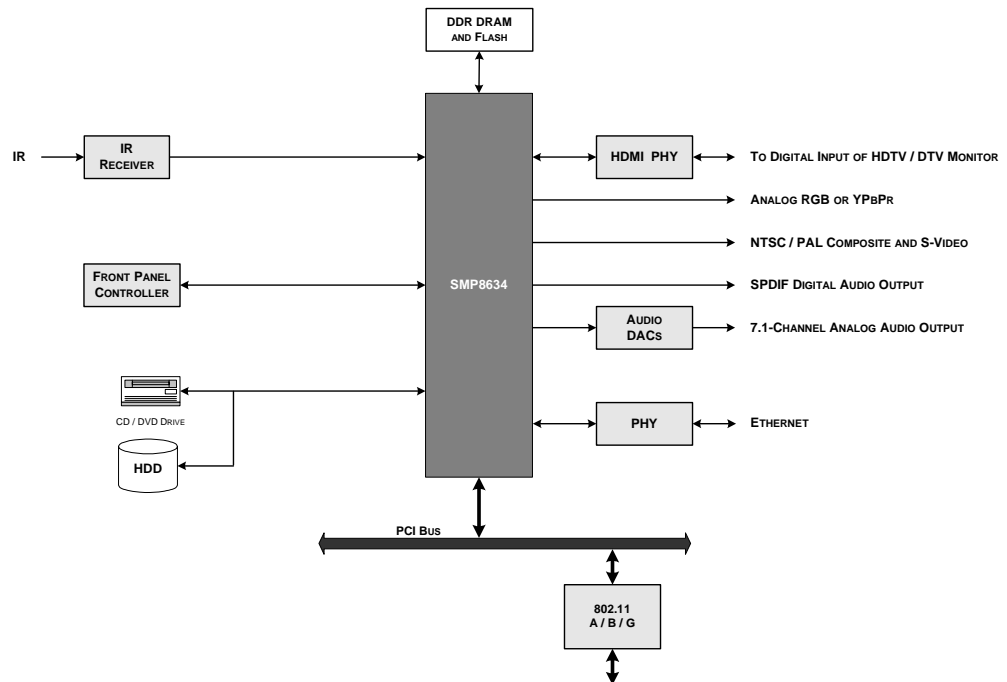 DDR DRAM
AND FLASH
IR
IR
RECEIVER
HDMI PHY
TO DIGITAL INPUT OF HDTV / DTV MONITOR
ANALOG RGB OR YPBPR
NTSC / PAL COMPOSITE AND S-VIDEO
FRONT PANEL
CONTROLLER
SMP8634
SPDIF DIGITAL AUDIO OUTPUT
AUDIO
DACS
7.1-CHANNEL ANALOG AUDIO OUTPUT
CD / DVD DRIVE
PHY
ETHERNET
HDD
PCI BUS
802.11
A / B / G